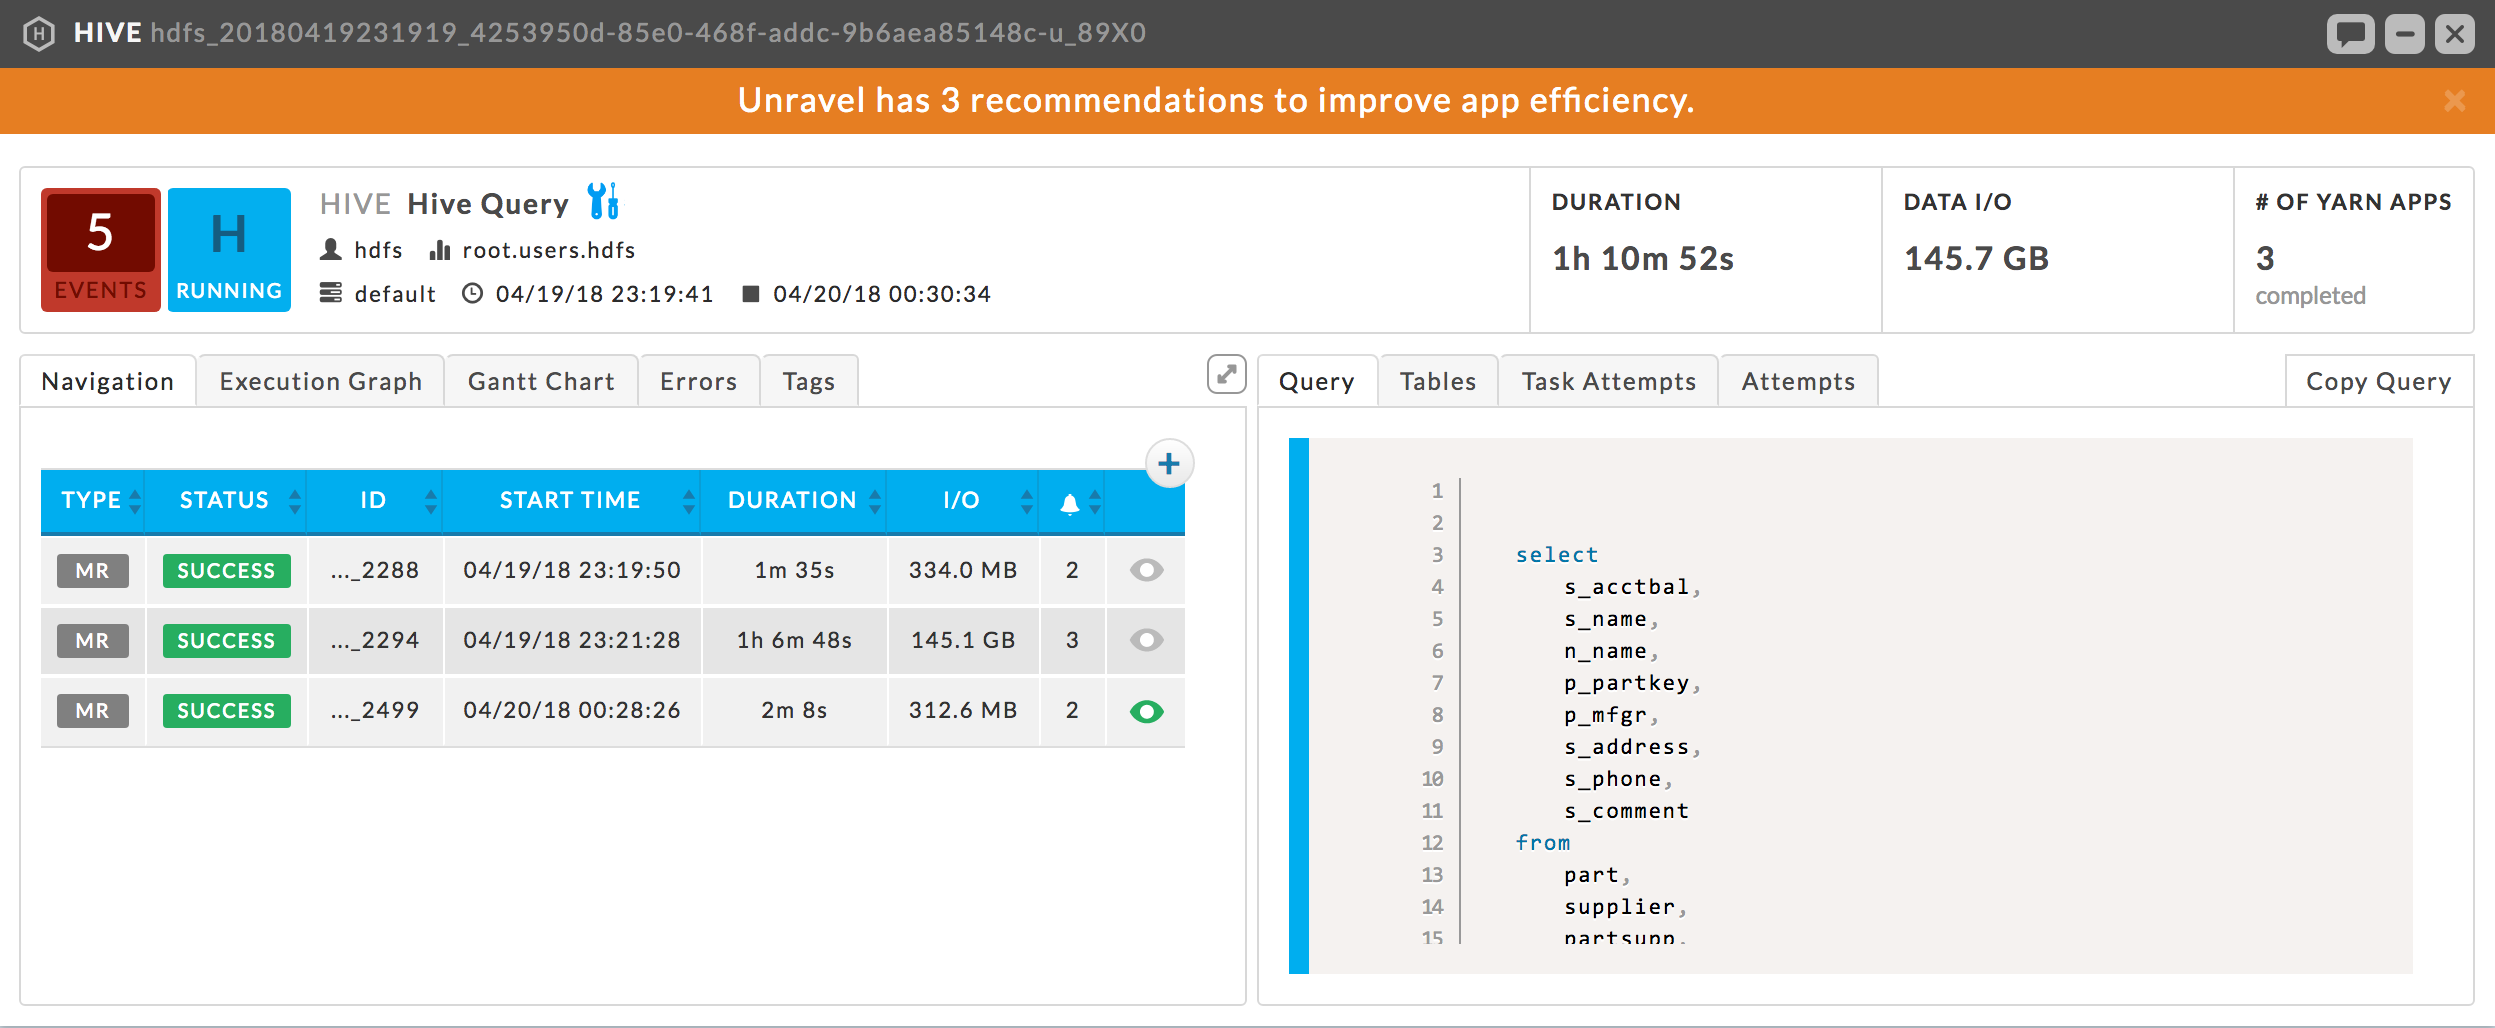 HIVE hdfs_20180419231919_4253950d-85e0-468f-addc-9b6aea85148c-u_89X0
Unravel has 3 recommendations to improve app efficiency.
5
EVENTS
H
RUNNING
HIVE Hive Query
hdfs root.users.hdfs
default 04/19/18 23:19:41 04/20/18 00:30:34
DURATION
1h 10m 52s
DATA I/O
145.7 GB
# OF YARN APPS
3
completed
Navigation Execution Graph Gantt Chart Errors Tags
TYPE STATUS ID START TIME DURATION I/O
MR SUCCESS ..._2288 04/19/18 23:19:50 1m 35s 334.0 MB 2
MR SUCCESS ..._2294 04/19/18 23:21:28 1h 6m 48s 145.1 GB 3
MR SUCCESS ..._2499 04/20/18 00:28:26 2m 8s 312.6 MB 2
Query Tables Task Attempts Attempts Copy Query
1
2
3 select
4 s_acctbal,
5 s_name,
6 n_name,
7 p_partkey,
8 p_mfgr,
9 s_address,
10 s_phone,
11 s_comment
12 from
13 part,
14 supplier,
15 partsupp,